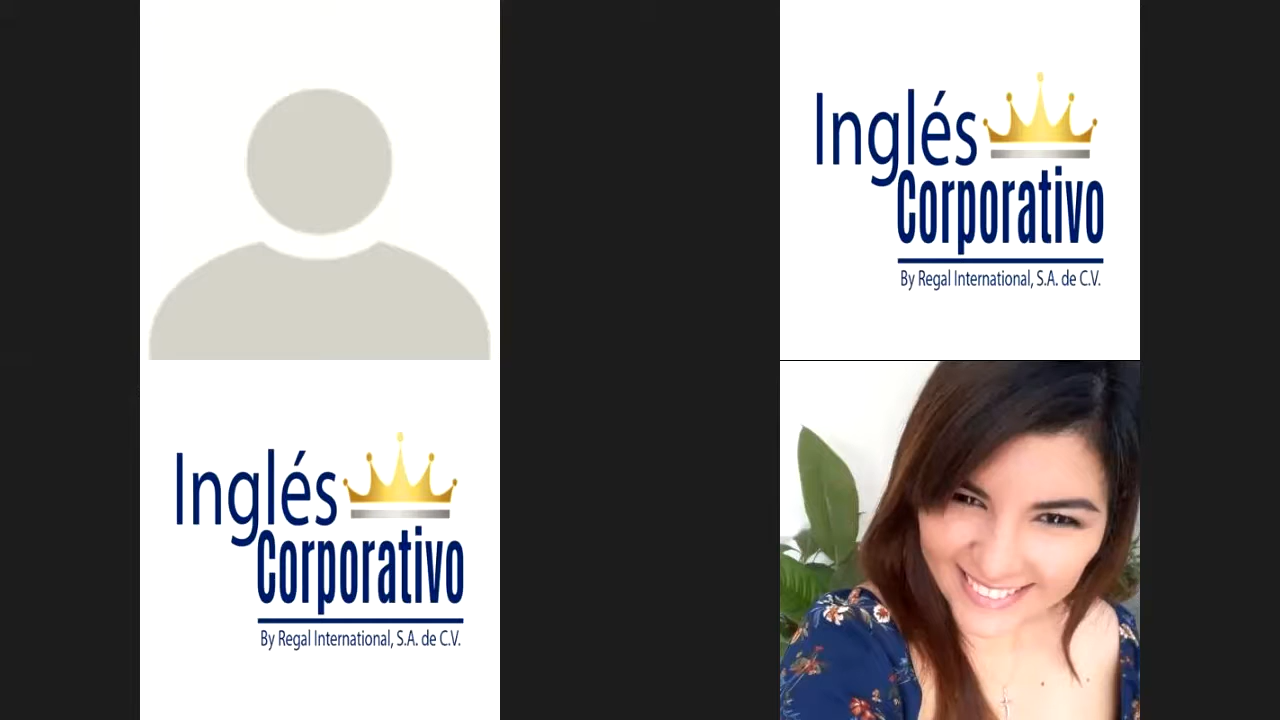 Inglés
Corporativo
By Regal International, S.A. de C.V.
Inglés
Corporativo
By Regal International, S.A. de C.V.